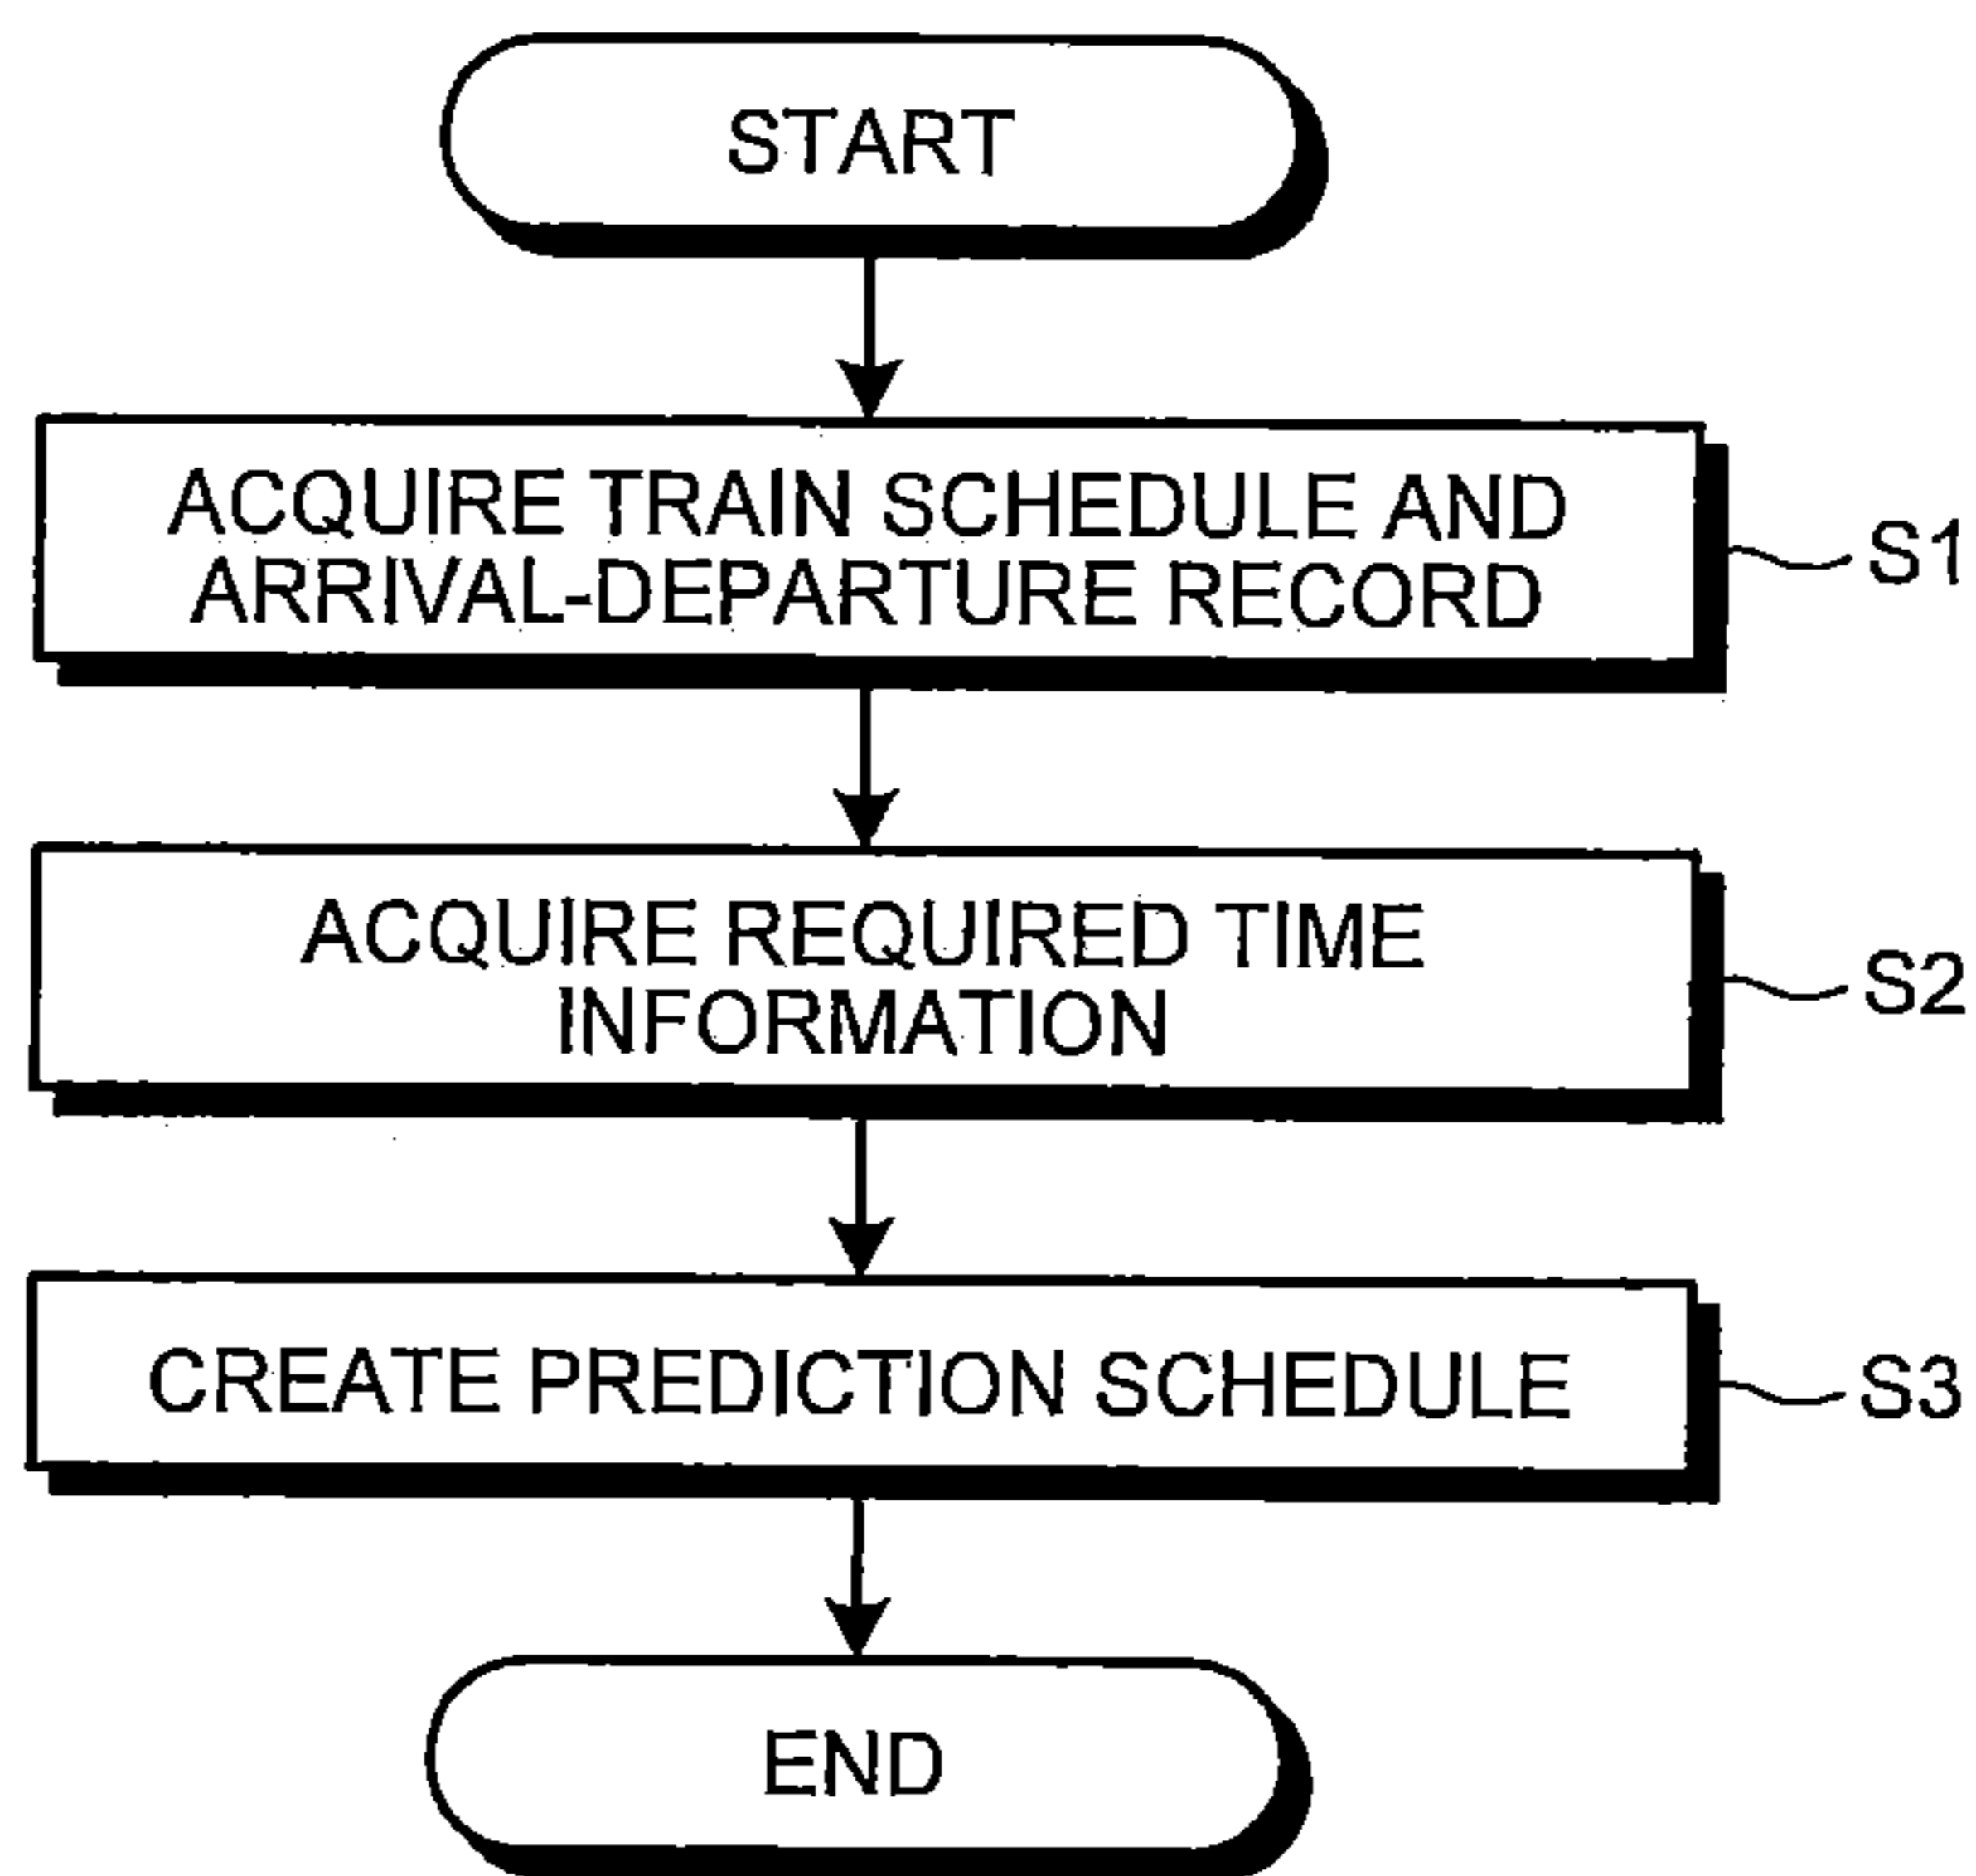 START
ACQUIRE TRAIN SCHEDULE AND
ARRIVAL-DEPARTURE RECORD
S1
ACQUIRE REQUIRED TIME
INFORMATION
S2
CREATE PREDICTION SCHEDULE
S3
END